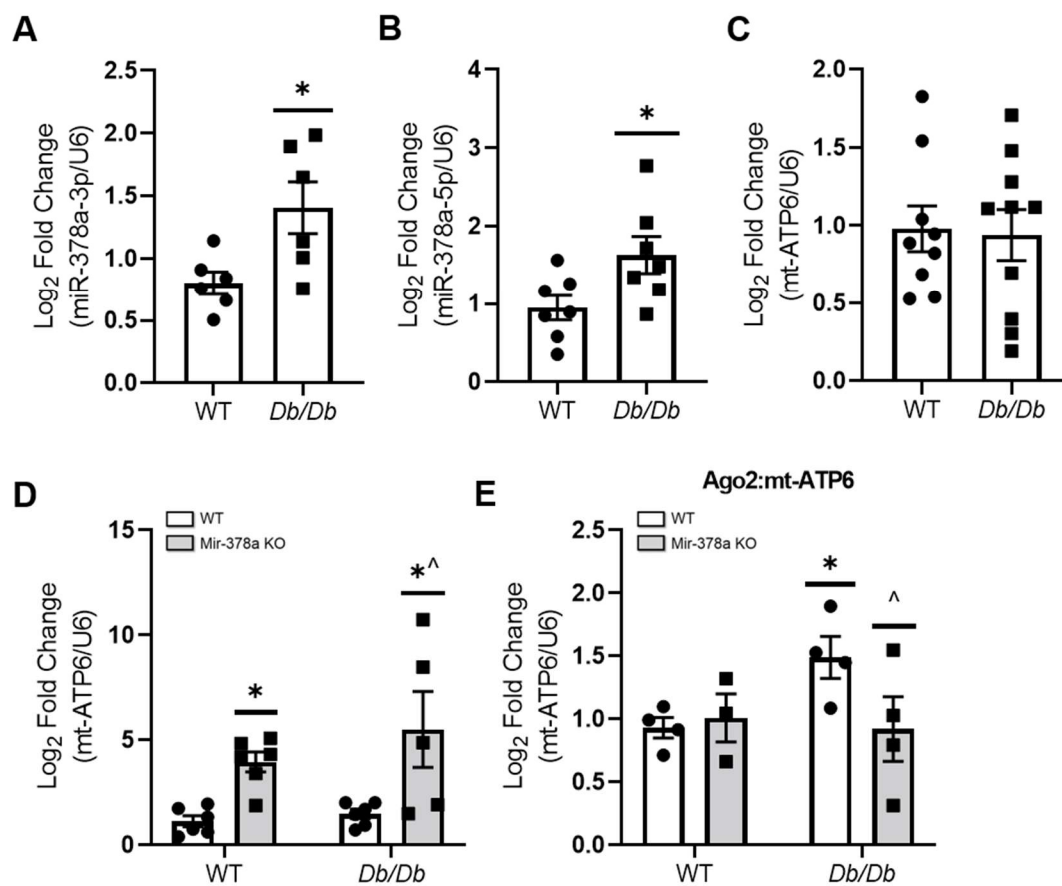 A
Log2 Fold Change
(miR-378a-3p/U6)
2.5
2.0
1.5
1.0
0.5
0.0
*
WT
Db/Db
B
Log2 Fold Change
(miR-378a-5p/U6)
4
3
2
1
0
*
WT
Db/Db
C
Log2 Fold Change
(mt-ATP6/U6)
2.0
1.5
1.0
0.5
0.0
WT
Db/Db
D
WT
Mir-378a KO
Log2 Fold Change
(mt-ATP6/U6)
15
10
5
0
*
*^
WT
Db/Db
E
Ago2:mt-ATP6
WT
Mir-378a KO
Log2 Fold Change
(mt-ATP6/U6)
2.5
2.0
1.5
1.0
0.5
0.0
*
^
WT
Db/Db